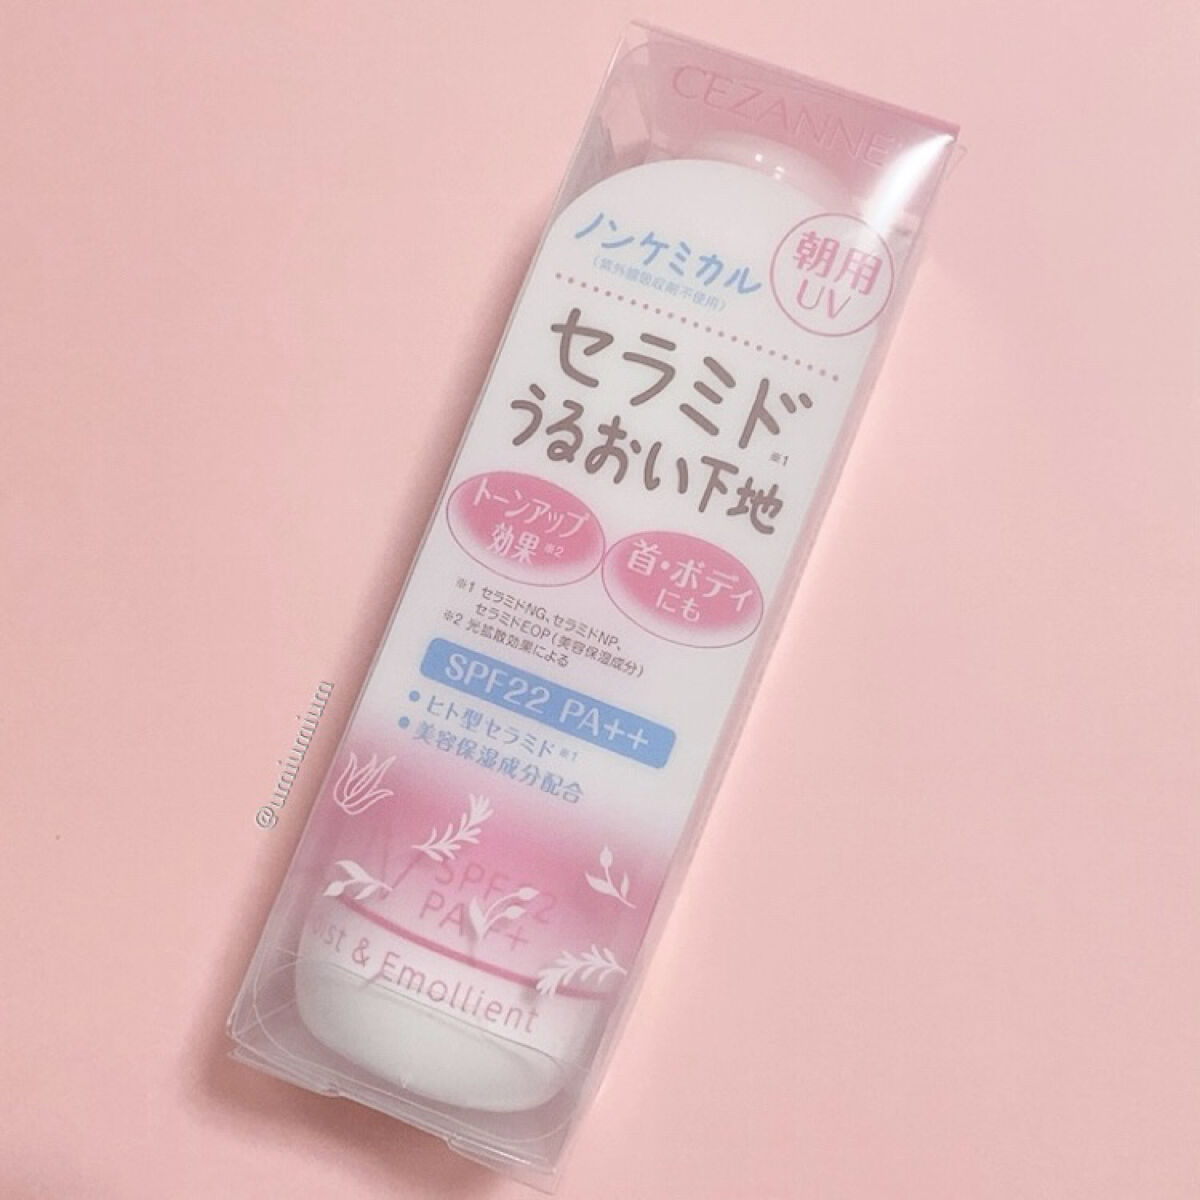 CEZANNE
ノンケミカル
(紫外線吸収剤不使用)
朝用
UV
セラミド※1
うるおい下地
トーンアップ
効果※2
首・ボディ
にも
※1 セラミドNG、セラミドNP、
セラミドEOP(美容保湿成分)
※2 光拡散効果による
SPF22 PA++
•ヒト型セラミド※1
•美容保湿成分配合
UV
SPF22
PA++
& Emollient
@umiumium